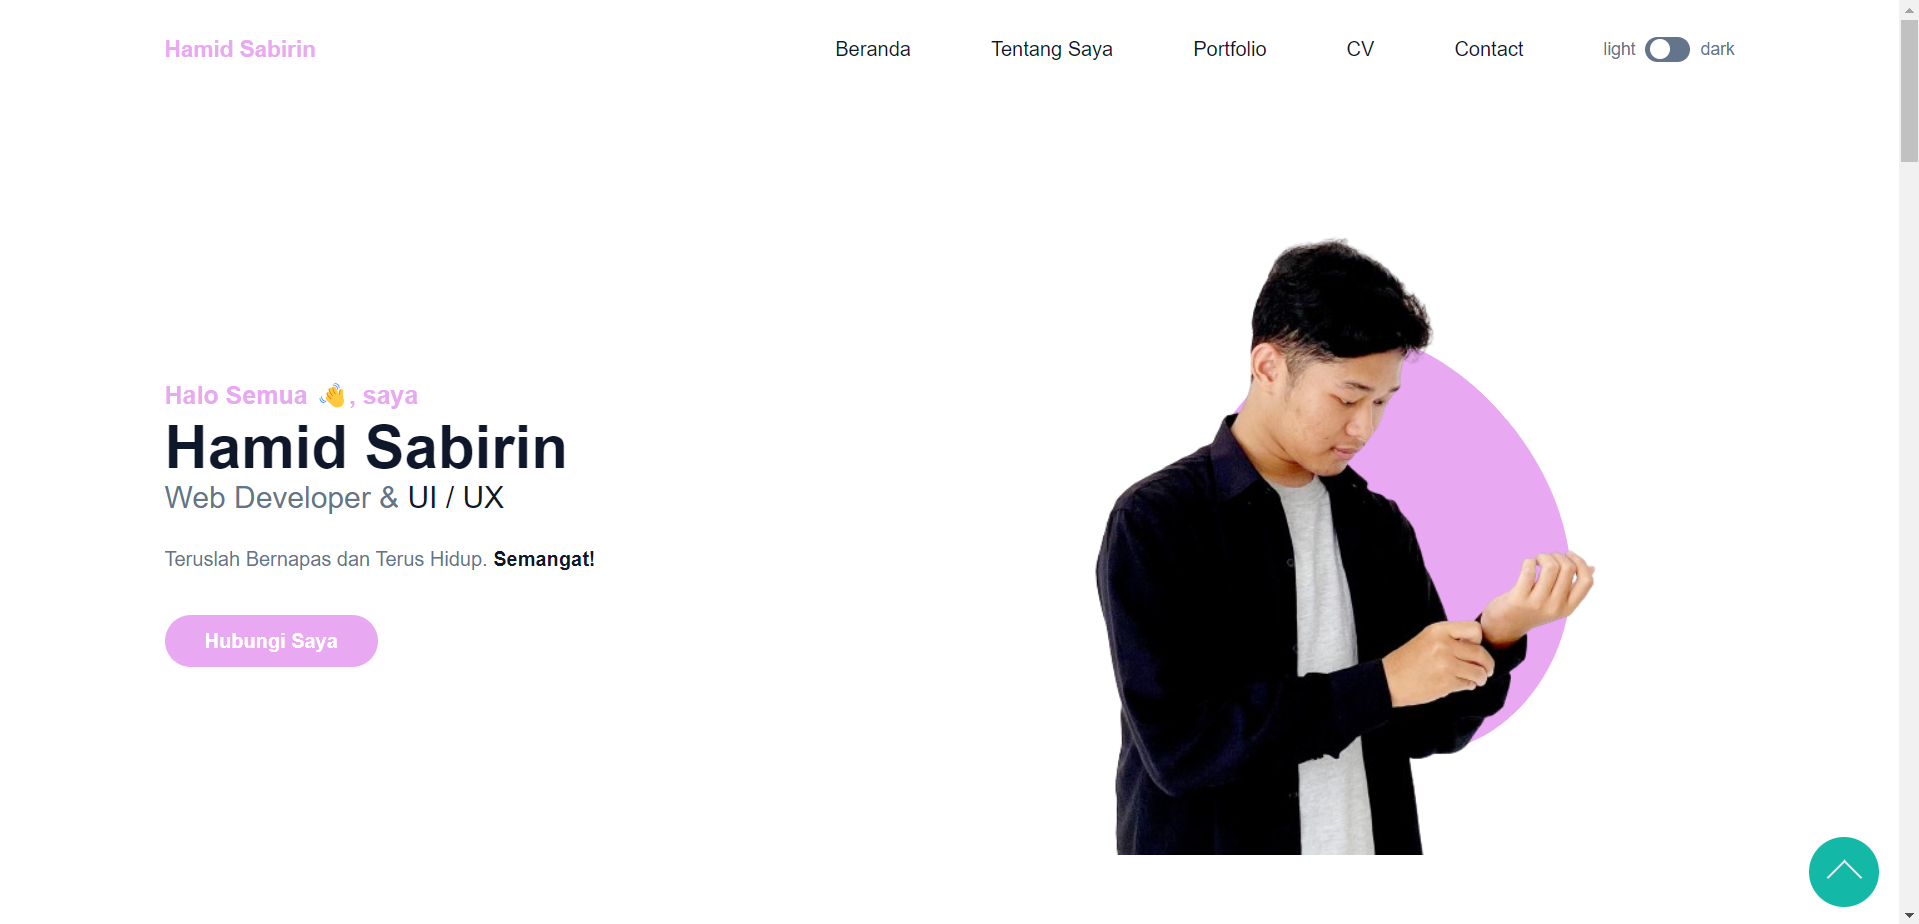 Hamid Sabirin
Beranda Tentang Saya Portfolio CV Contact light dark
Halo Semua 👋, saya
Hamid Sabirin
Web Developer & UI / UX
Teruslah Bernapas dan Terus Hidup. Semangat!
Hubungi Saya